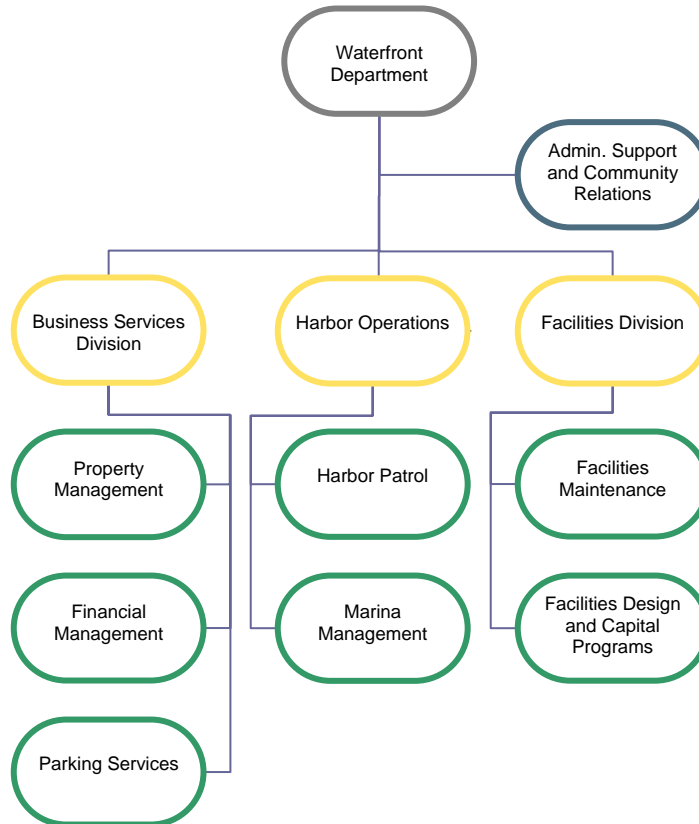 Waterfront
Department
Admin. Support
and Community
Relations
Business Services
Division
Harbor Operations
Facilities Division
Property
Management
Harbor Patrol
Facilities
Maintenance
Financial
Management
Marina
Management
Facilities Design
and Capital
Programs
Parking Services